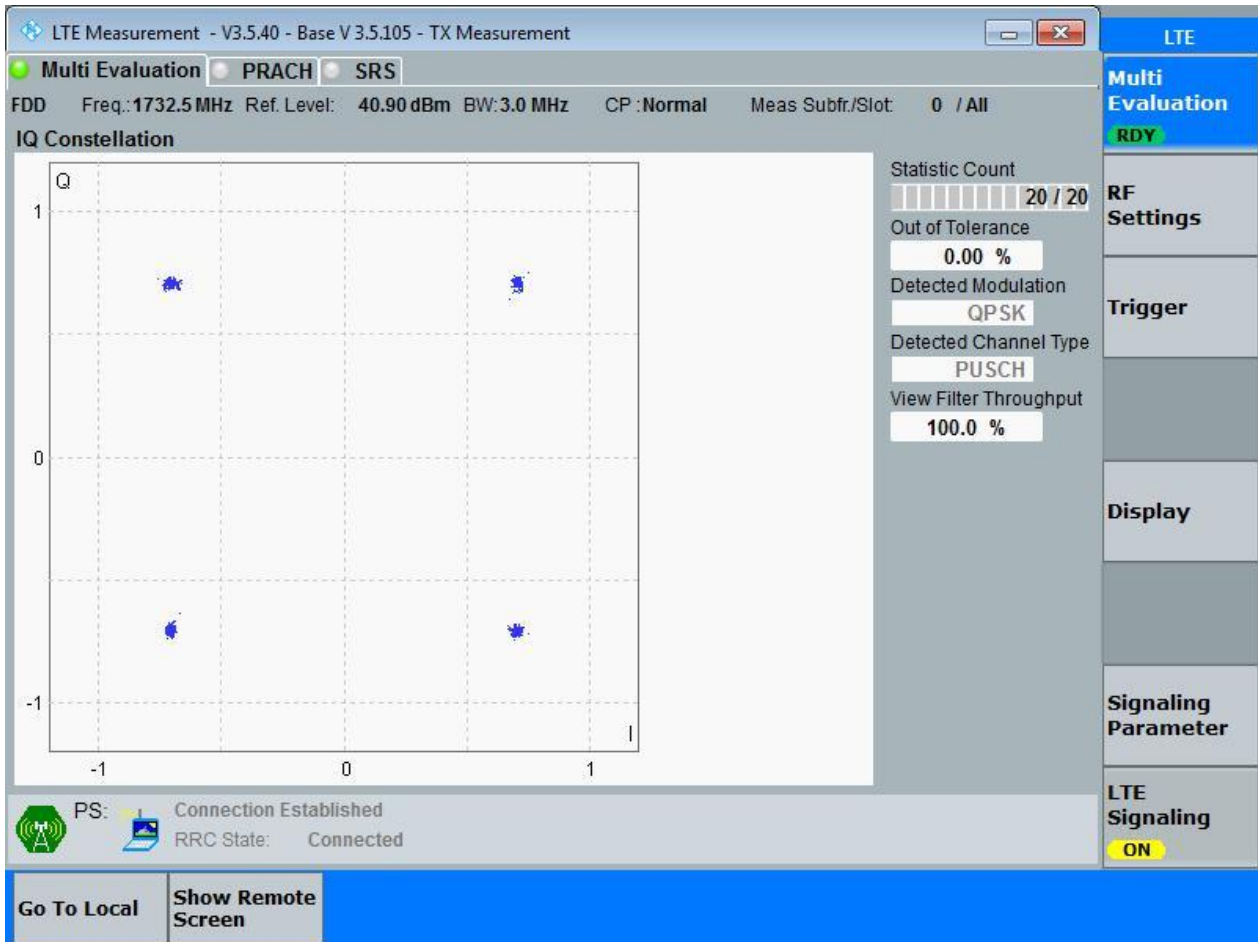 LTE Measurement - V3.5.40 - Base V 3.5.105 - TX Measurement
LTE
Multi Evaluation PRACH SRS
FDD Freq.: 1732.5 MHz Ref. Level: 40.90 dBm BW: 3.0 MHz CP : Normal Meas Subfr./Slot: 0 / All
IQ Constellation
Q
1
0
-1
-1 0 1
I
Statistic Count
20 / 20
Out of Tolerance
0.00 %
Detected Modulation
QPSK
Detected Channel Type
PUSCH
View Filter Throughput
100.0 %
Multi
Evaluation
RDY
RF
Settings
Trigger
Display
Signaling
Parameter
LTE
Signaling
ON
PS: Connection Established
RRC State: Connected
Go To Local
Show Remote
Screen